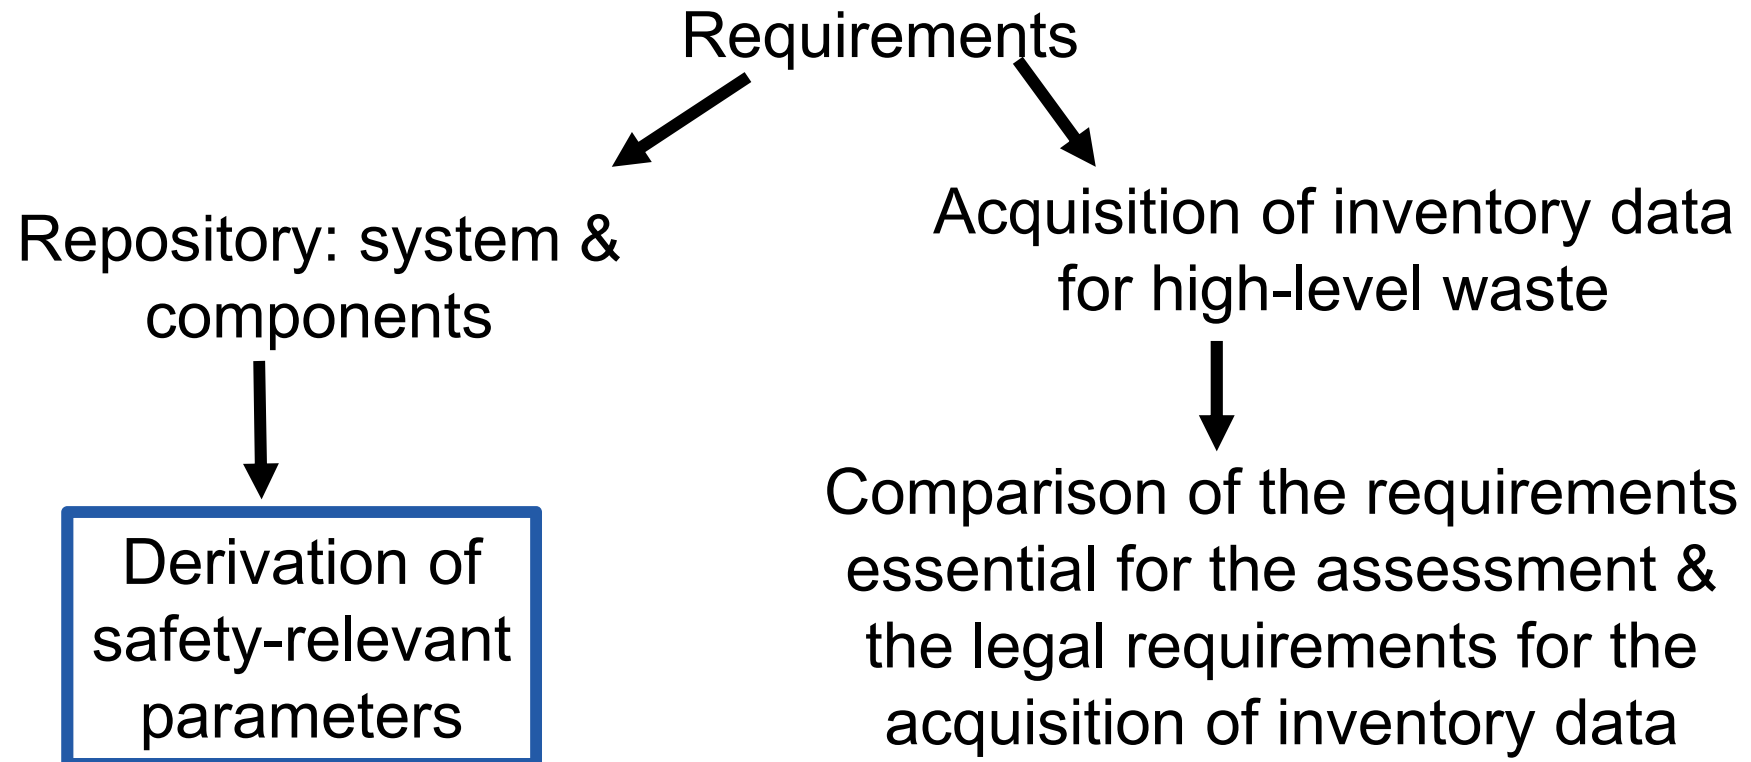 Requirements
Repository: system &
components
Acquisition of inventory data
for high-level waste
Derivation of
safety-relevant
parameters
Comparison of the requirements
essential for the assessment &
the legal requirements for the
acquisition of inventory data